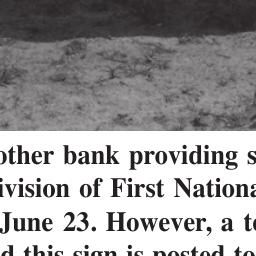 other bank providing s
ivision of First Nationa
June 23. However, a te
d this sign is posted to